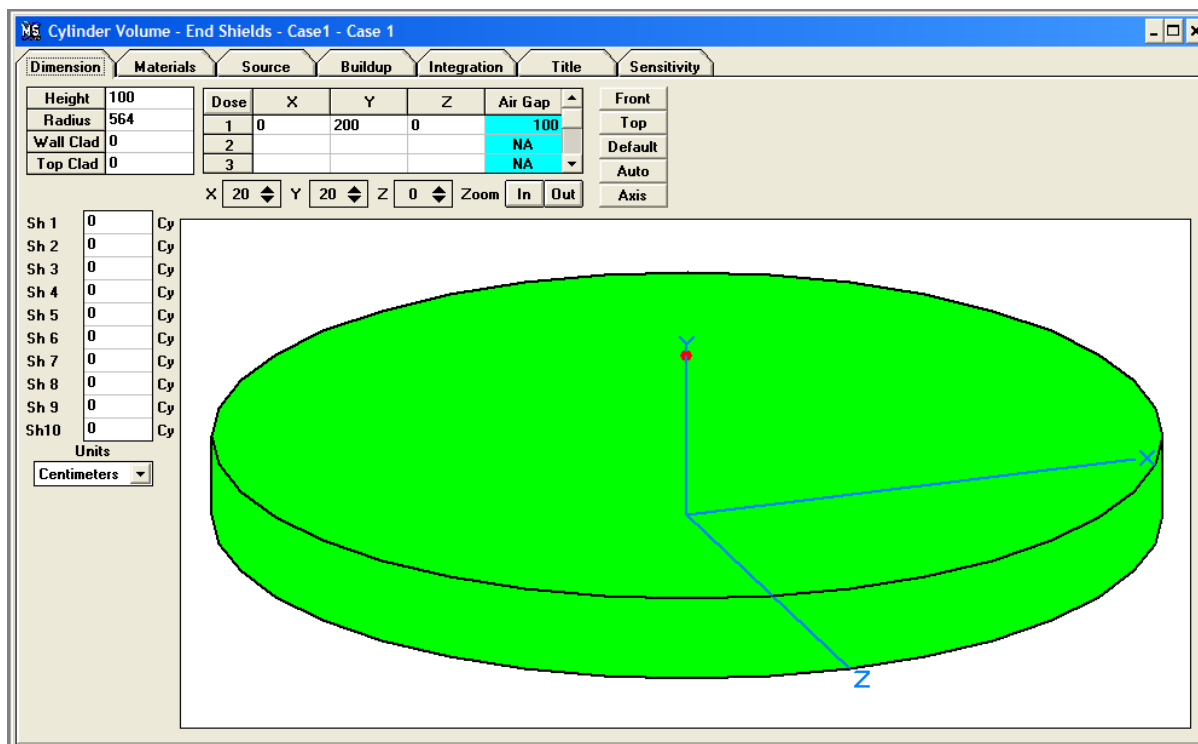 MS Cylinder Volume - End Shields - Case1 - Case 1
Dimension Materials Source Buildup Integration Title Sensitivity
Height 100
Radius 564
Wall Clad 0
Top Clad 0
Dose X Y Z Air Gap
1 0 200 0 100
2 NA
3 NA
Front
Top
Default
Auto
Axis
X 20 Y 20 Z 0 Zoom In Out
Sh 1 0 Cy
Sh 2 0 Cy
Sh 3 0 Cy
Sh 4 0 Cy
Sh 5 0 Cy
Sh 6 0 Cy
Sh 7 0 Cy
Sh 8 0 Cy
Sh 9 0 Cy
Sh10 0 Cy
Units
Centimeters
Y
X
Z